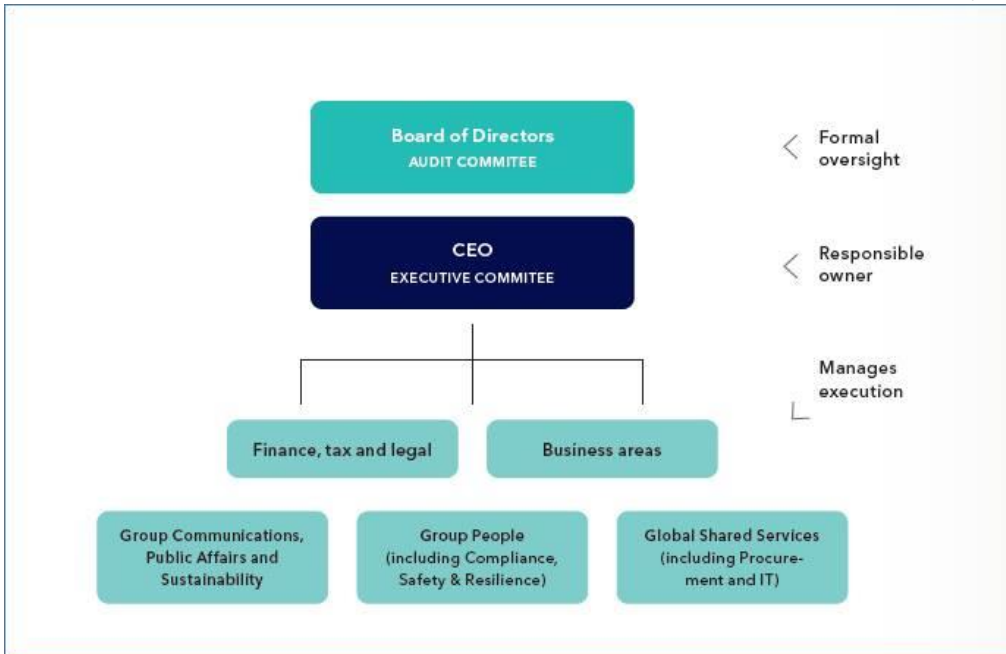 Board of Directors
AUDIT COMMITEE
Formal
oversight
CEO
EXECUTIVE COMMITEE
Responsible
owner
Manages
execution
Finance, tax and legal
Business areas
Group Communications,
Public Affairs and
Sustainability
Group People
(including Compliance,
Safety & Resilience)
Global Shared Services
(including Procure-
ment and IT)